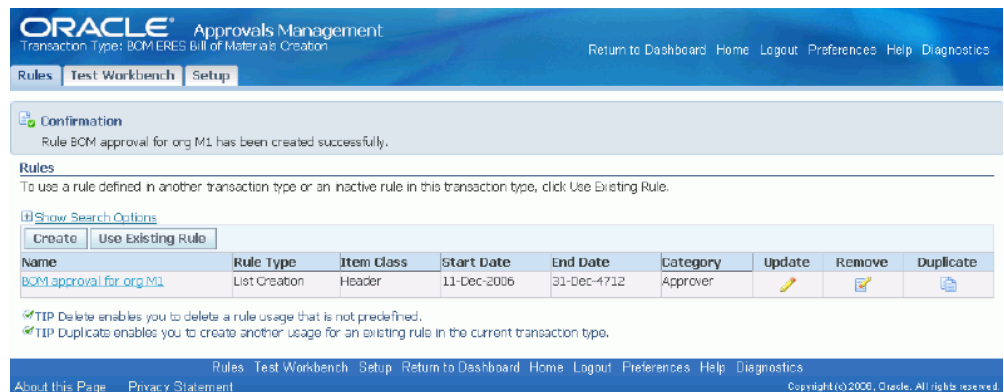 ORACLE® Approvals Management
Transaction Type: BOM ERES Bill of Materials Creation
Return to Dashboard Home Logout Preferences Help Diagnostics
Rules Test Workbench Setup
Confirmation
Rule BOM approval for org M1 has been created successfully.
Rules
To use a rule defined in another transaction type or an inactive rule in this transaction type, click Use Existing Rule.
Show Search Options
Create Use Existing Rule
Name Rule Type Item Class Start Date End Date Category Update Remove Duplicate
BOM approval for org M1 List Creation Header 11-Dec-2006 31-Dec-4712 Approver
TIP Delete enables you to delete a rule usage that is not predefined.
TIP Duplicate enables you to create another usage for an existing rule in the current transaction type.
Rules Test Workbench Setup Return to Dashboard Home Logout Preferences Help Diagnostics
About this Page Privacy Statement Copyright (c) 2006, Oracle. All rights reserved.